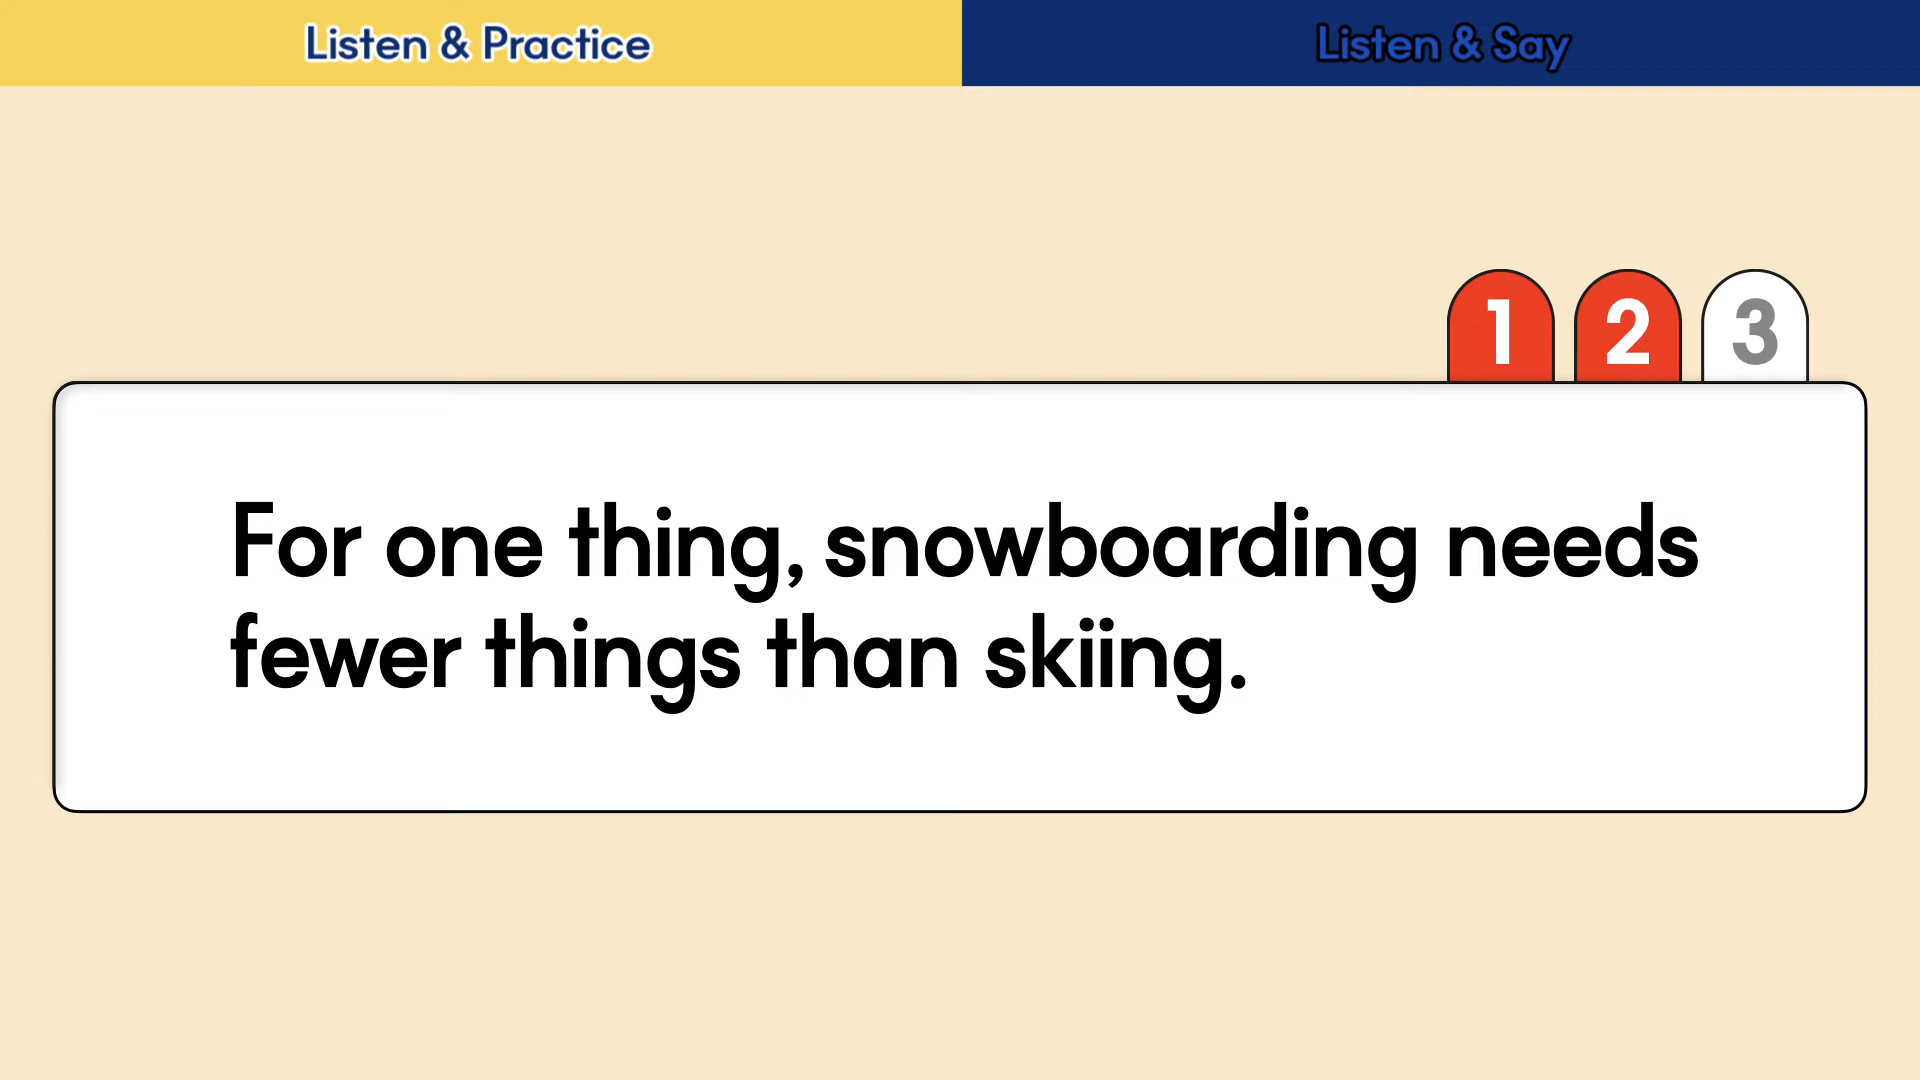 Listen & Practice
Listen & Say
1 2 3
For one thing, snowboarding needs
fewer things than skiing.